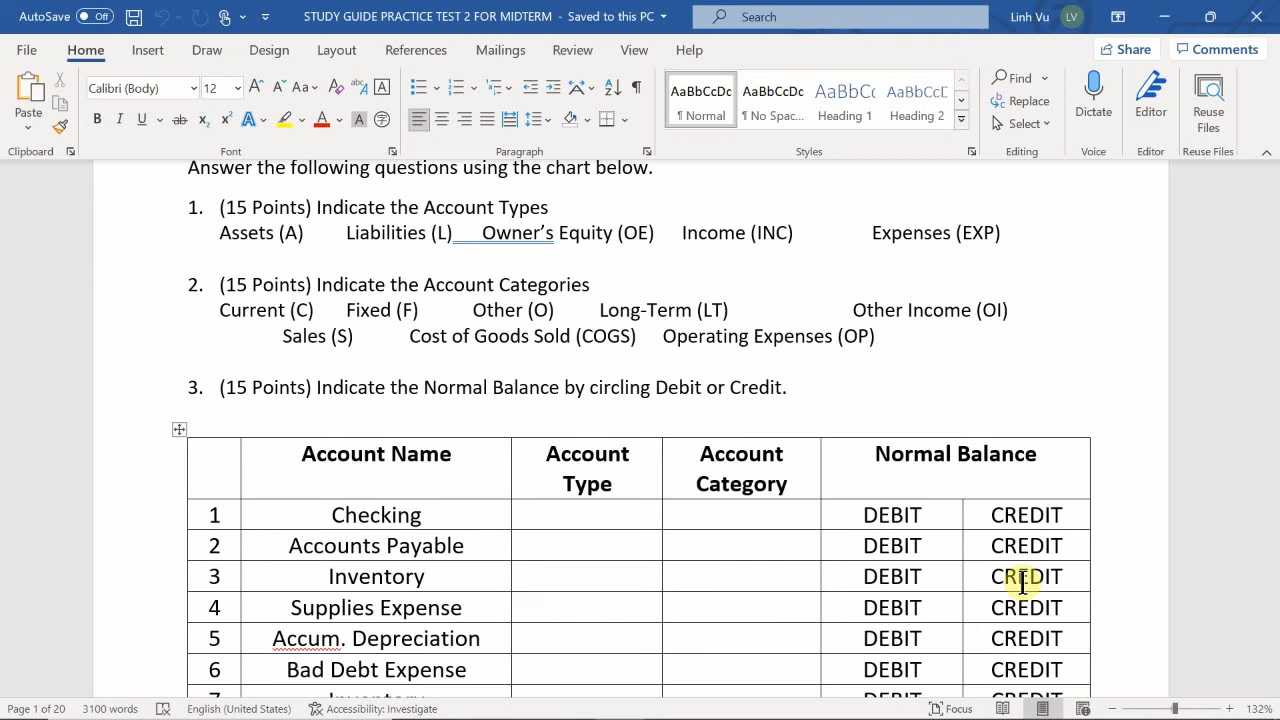 AutoSave Off STUDY GUIDE PRACTICE TEST 2 FOR MIDTERM - Saved to this PC Search Linh Vu LV
File Home Insert Draw Design Layout References Mailings Review View Help Share Comments
Paste Calibri (Body) 12 Aa A AaBbCcDc AaBbCcDc AaBbCc AaBbCcC Find Replace Select Dictate Editor Reuse Files
¶ Normal ¶ No Spac... Heading 1 Heading 2
Clipboard Font Paragraph Styles Editing Voice Editor Reuse Files
Answer the following questions using the chart below.
1. (15 Points) Indicate the Account Types
Assets (A) Liabilities (L) Owner's Equity (OE) Income (INC) Expenses (EXP)
2. (15 Points) Indicate the Account Categories
Current (C) Fixed (F) Other (O) Long-Term (LT) Other Income (OI)
Sales (S) Cost of Goods Sold (COGS) Operating Expenses (OP)
3. (15 Points) Indicate the Normal Balance by circling Debit or Credit.
Account Name Account Type Account Category Normal Balance
1 Checking DEBIT CREDIT
2 Accounts Payable DEBIT CREDIT
3 Inventory DEBIT CREDIT
4 Supplies Expense DEBIT CREDIT
5 Accum. Depreciation DEBIT CREDIT
6 Bad Debt Expense DEBIT CREDIT
Page 1 of 20 3100 words English (United States) Accessibility: Investigate Focus 132%